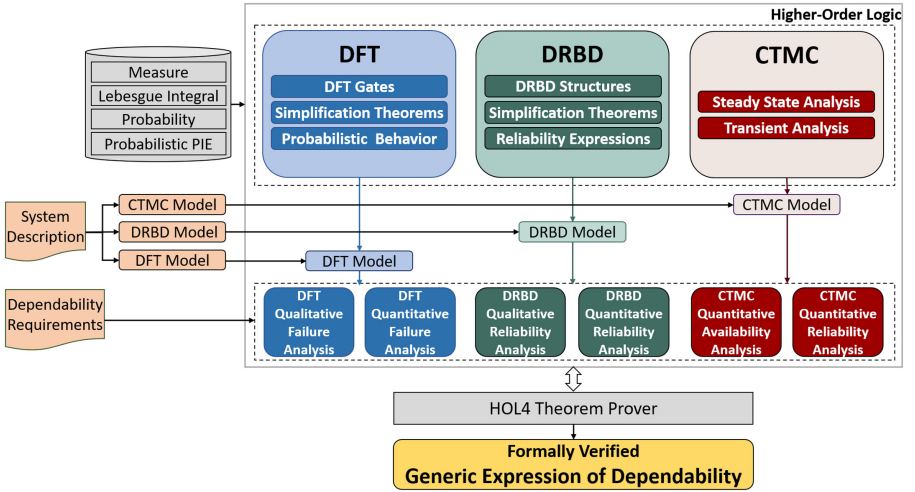 Higher-Order Logic
Measure
Lebesgue Integral
Probability
Probabilistic PIE
DFT
DFT Gates
Simplification Theorems
Probabilistic Behavior
DRBD
DRBD Structures
Simplification Theorems
Reliability Expressions
CTMC
Steady State Analysis
Transient Analysis
System
Description
CTMC Model
DRBD Model
DFT Model
CTMC Model
DRBD Model
DFT Model
Dependability
Requirements
DFT
Qualitative
Failure
Analysis
DFT
Quantitative
Failure
Analysis
DRBD
Qualitative
Reliability
Analysis
DRBD
Quantitative
Reliability
Analysis
CTMC
Quantitative
Availability
Analysis
CTMC
Quantitative
Reliability
Analysis
HOL4 Theorem Prover
Formally Verified
Generic Expression of Dependability